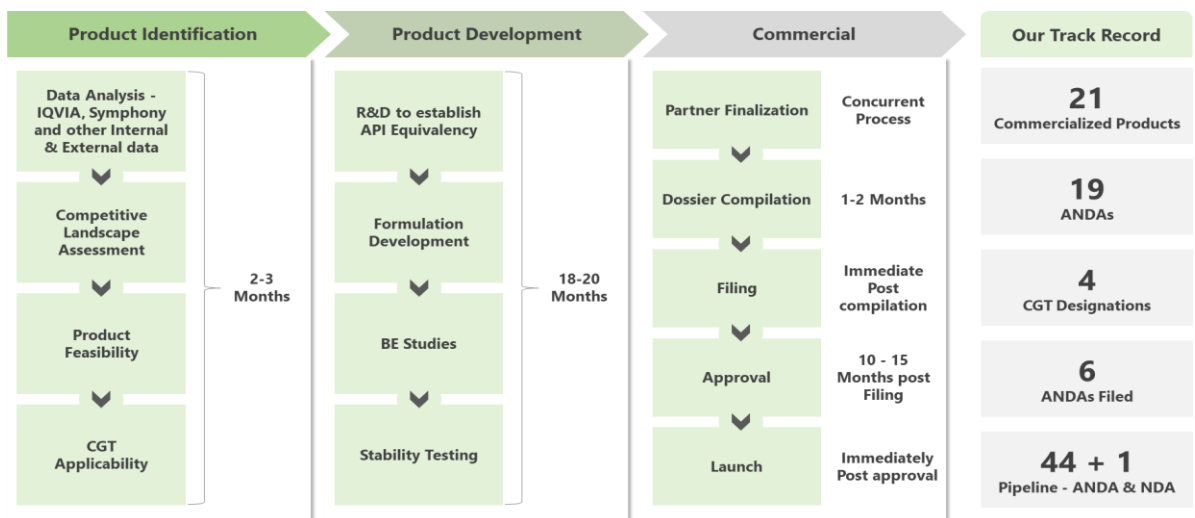 Product Identification
Data Analysis -
IQVIA, Symphony
and other Internal
& External data
Competitive
Landscape
Assessment
Product
Feasibility
CGT
Applicability
2-3
Months
Product Development
R&D to establish
API Equivalency
Formulation
Development
BE Studies
Stability Testing
18-20
Months
Commercial
Partner Finalization
Concurrent
Process
Dossier Compilation
1-2 Months
Filing
Immediate
Post
compilation
Approval
10 - 15
Months post
Filing
Launch
Immediately
Post approval
Our Track Record
21
Commercialized Products
19
ANDAs
4
CGT Designations
6
ANDAs Filed
44 + 1
Pipeline - ANDA & NDA